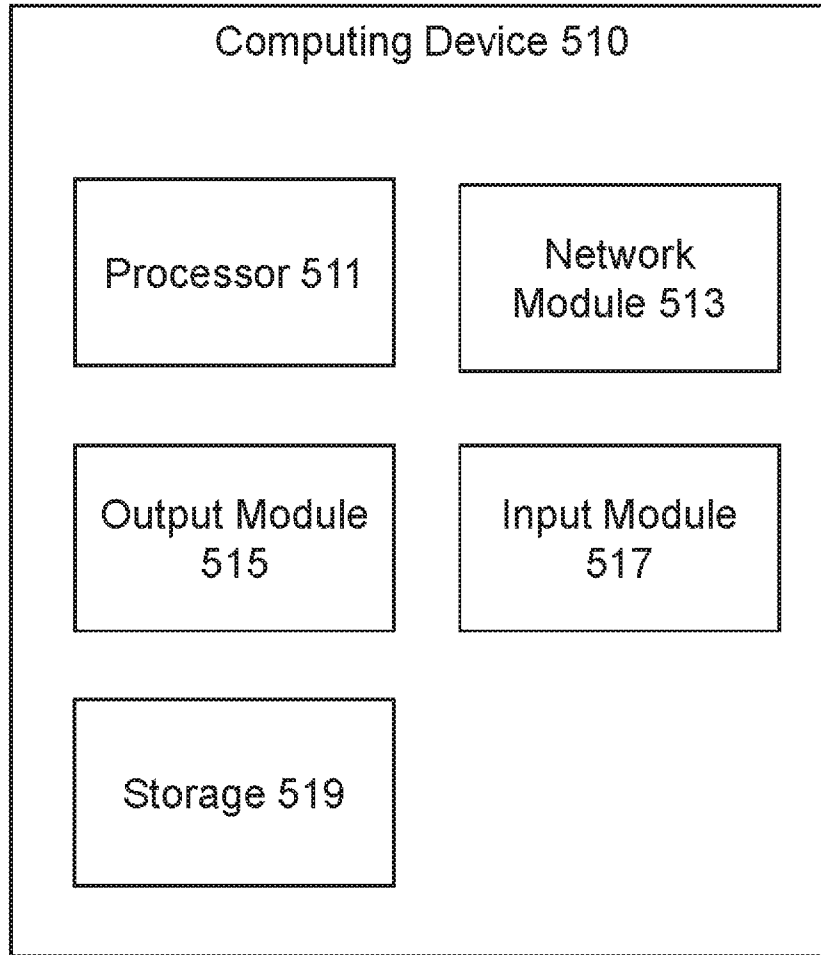 Computing Device 510
Processor 511
Network
Module 513
Output Module
515
Input Module
517
Storage 519